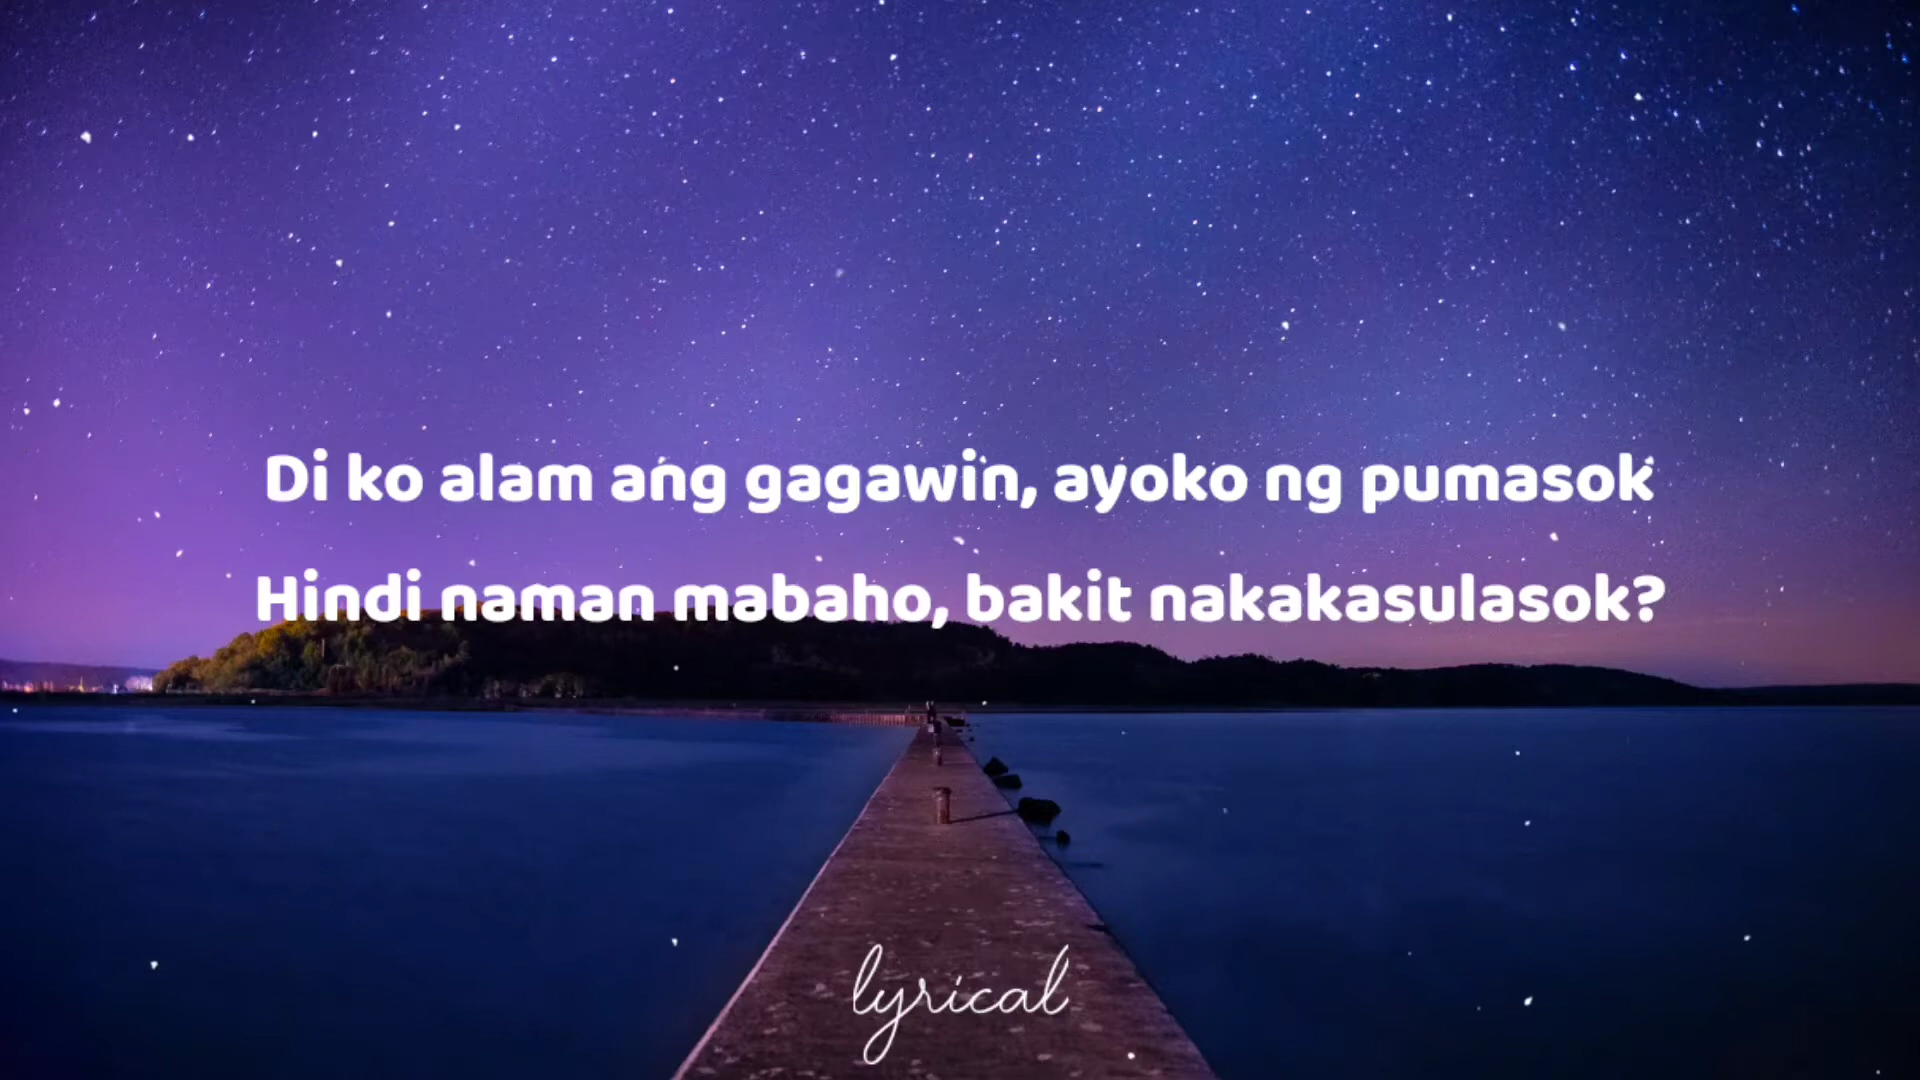 Di ko alam ang gagawin, ayoko ng pumasok
Hindi naman mabaho, bakit nakakasulasok?
lyrical